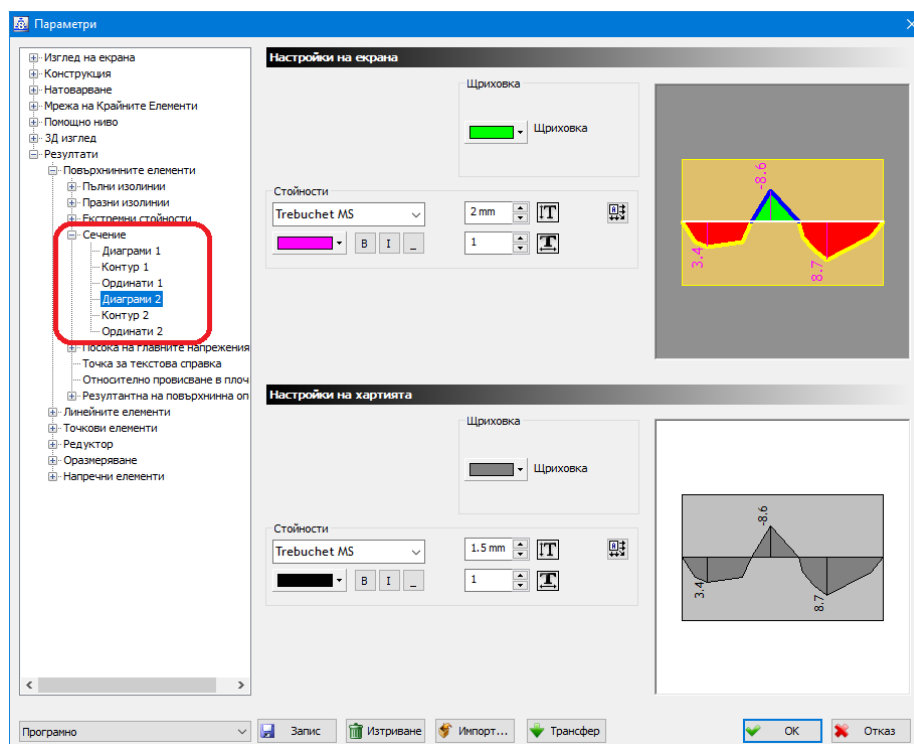 Параметри
Изглед на екрана
Конструкция
Натоварване
Мрежа на Крайните Елементи
Помощно ниво
3Д изглед
Резултати
Повърхнинните елементи
Пълни изолинии
Празни изолинии
Екстремни стойности
Сечение
Диаграми 1
Контур 1
Ординати 1
Диаграми 2
Контур 2
Ординати 2
Посока на главните напрежения
Точка за текстова справка
Относително провисване в плоч
Резултантна на повърхнинна оп
Линейните елементи
Точкови елементи
Редуктор
Оразмеряване
Напречни елементи
Настройки на екрана
Щриховка
Щриховка
Стойности
Trebuchet MS
2 mm
B I _
1
-8.6
3.4
8.7
Настройки на хартията
Щриховка
Щриховка
Стойности
Trebuchet MS
1.5 mm
B I _
1
-8.6
3.4
8.7
Програмно
Запис
Изтриване
Импорт...
Трансфер
OK
Отказ